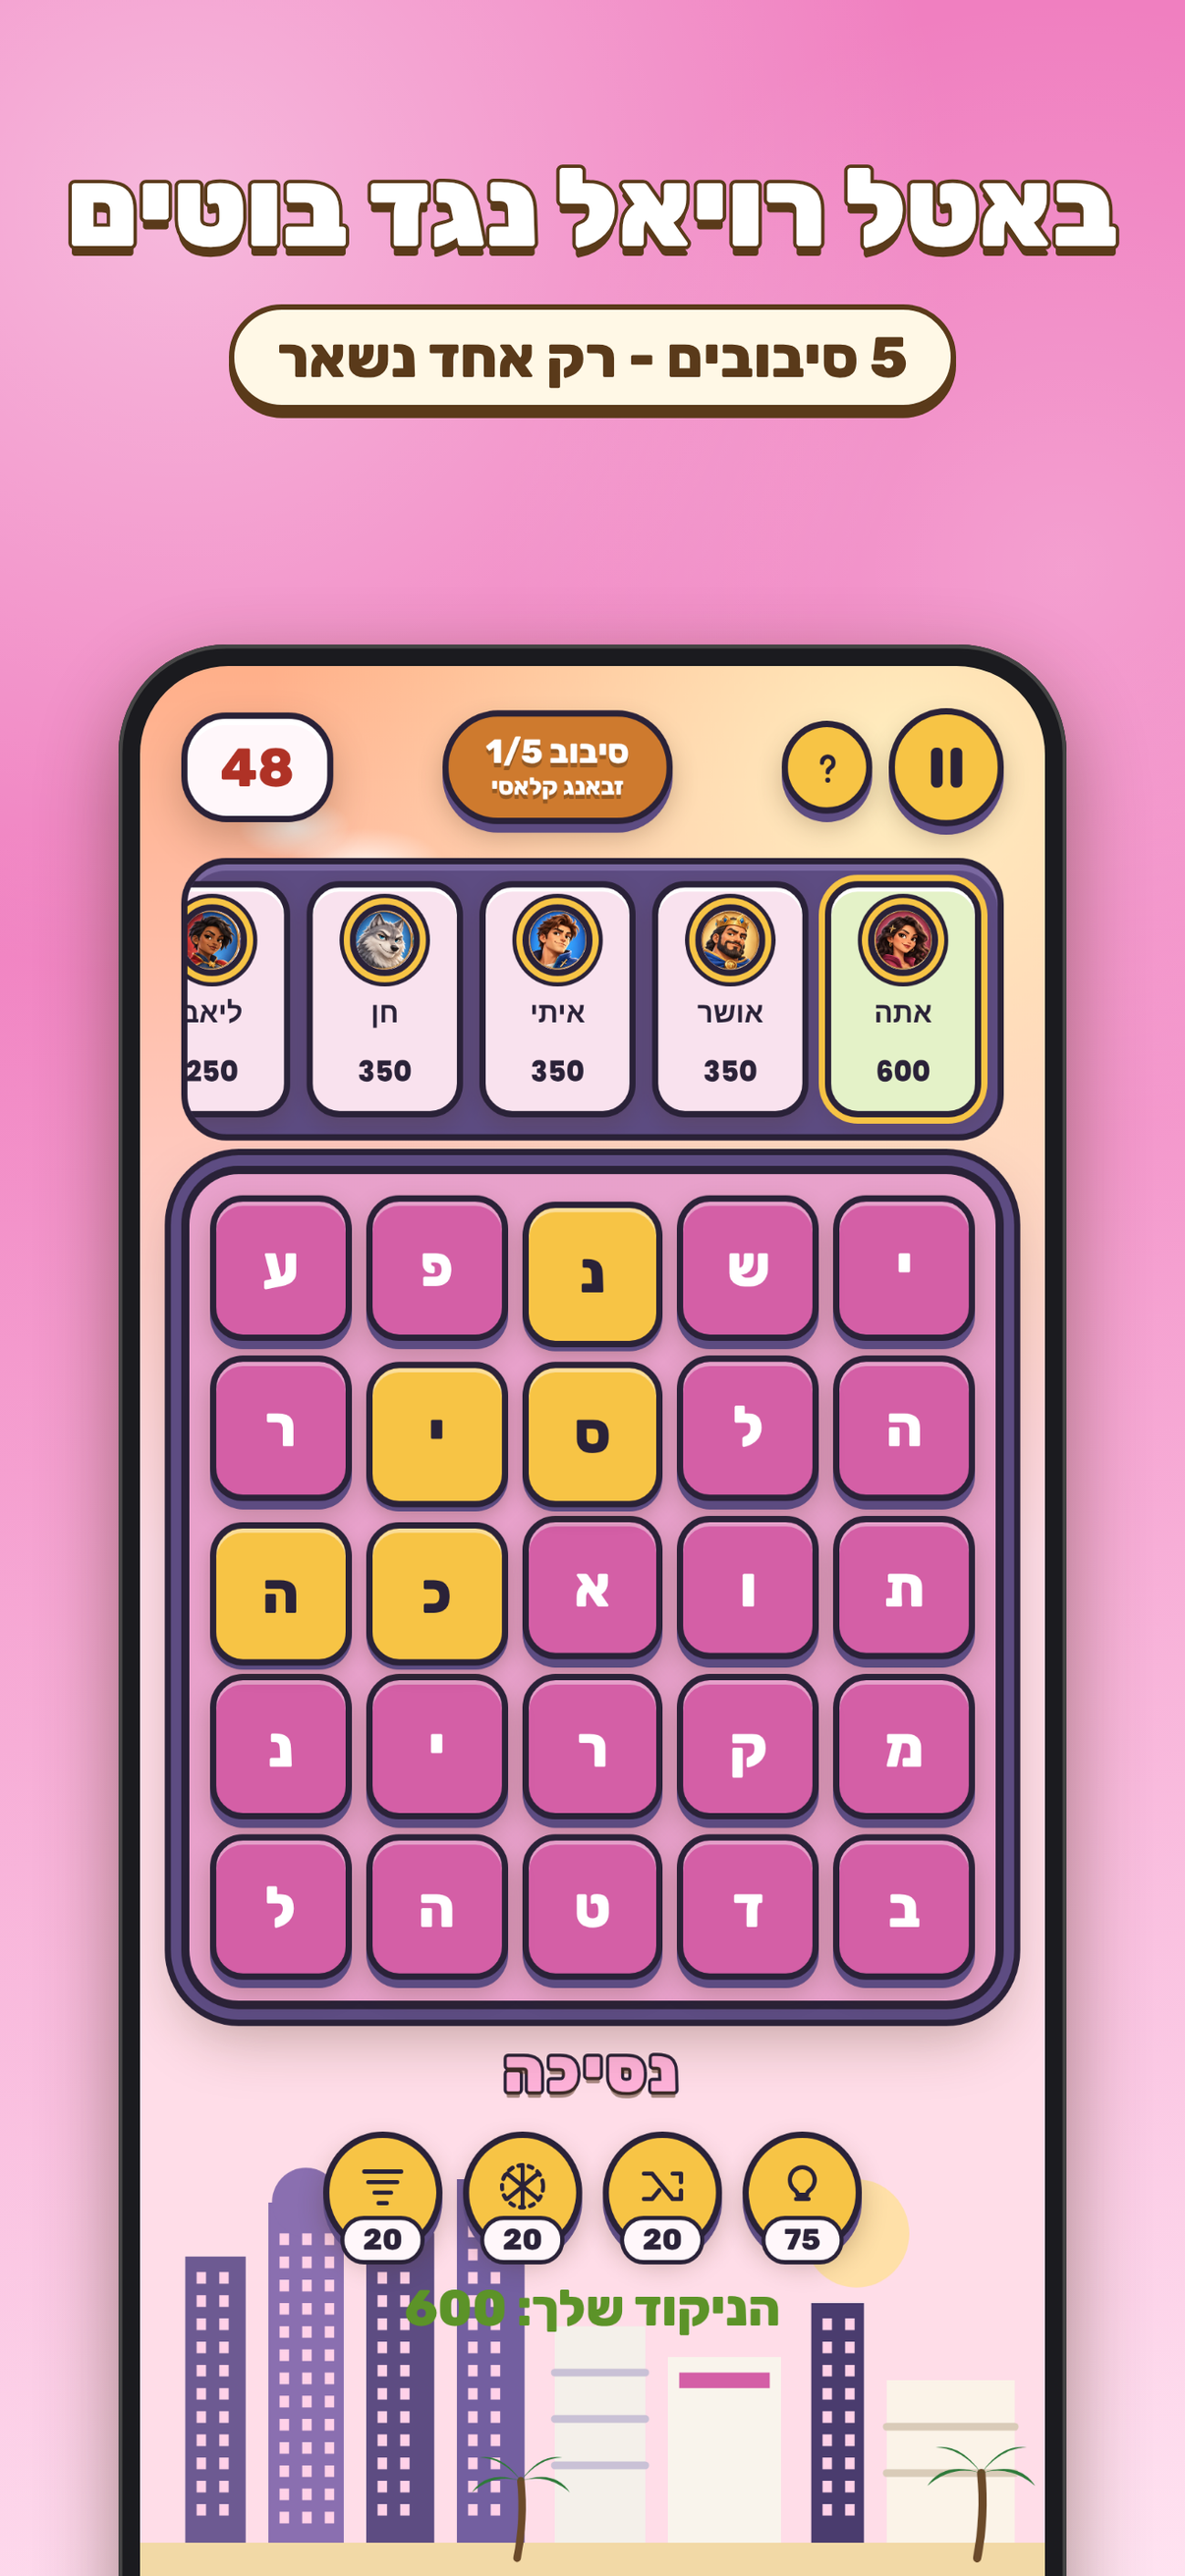 באטל רויאל נגד בוטים
5 סיבובים - רק אחד נשאר
?
סיבוב 1/5
זבאנג קלאסי
48
אתה אושר איתי חן ליאב
600 350 350 350 250
י ש נ פ ע
ה ל ס י ר
ת ו א כ ה
מ ק ר י נ
ב ד ט ה ל
נסיכה
75 20 20 20
הניקוד שלך: 600